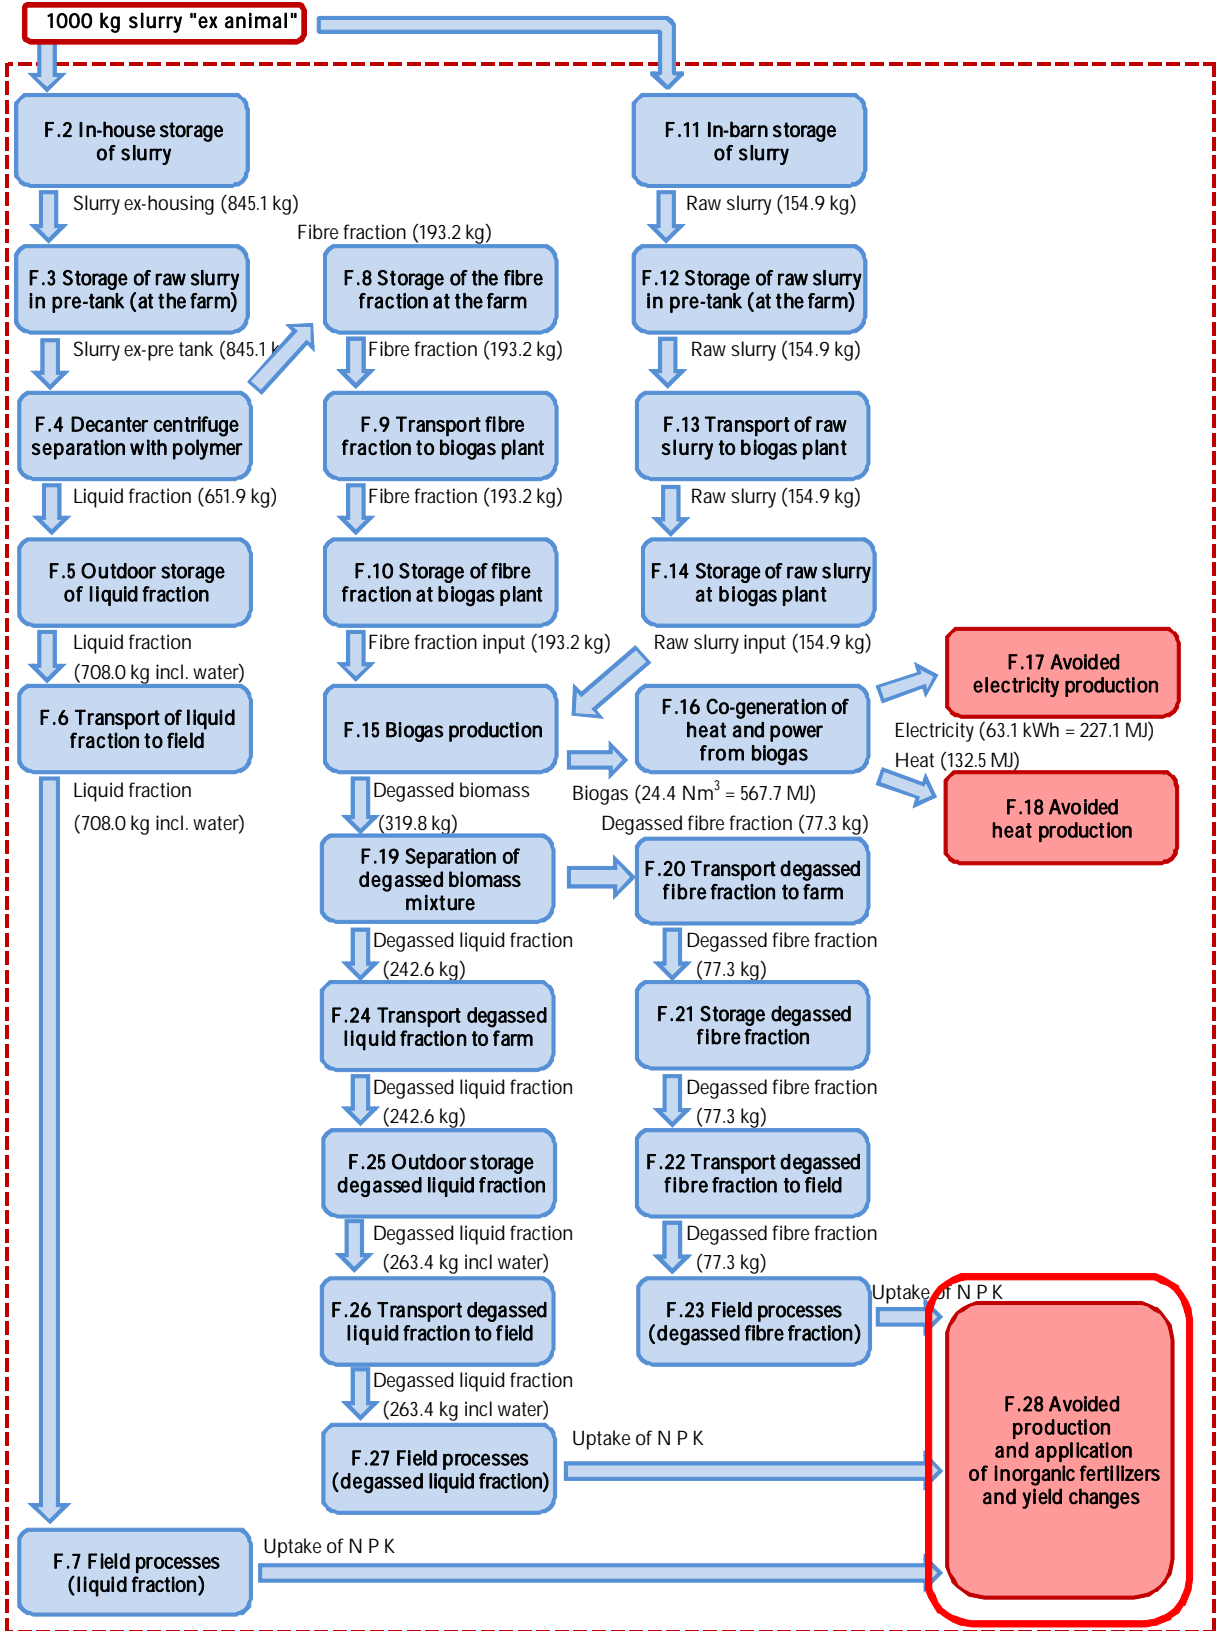 1000 kg slurry "ex animal"
F.2 In-house storage
of slurry
Slurry ex-housing (845.1 kg)
F.3 Storage of raw slurry
in pre-tank (at the farm)
Slurry ex-pre tank (845.1 k
F.4 Decanter centrifuge
separation with polymer
Liquid fraction (651.9 kg)
F.5 Outdoor storage
of liquid fraction
Liquid fraction
(708.0 kg incl. water)
F.6 Transport of liquid
fraction to field
Liquid fraction
(708.0 kg incl. water)
F.7 Field processes
(liquid fraction)
Uptake of N P K
Fibre fraction (193.2 kg)
F.8 Storage of the fibre
fraction at the farm
Fibre fraction (193.2 kg)
F.9 Transport fibre
fraction to biogas plant
Fibre fraction (193.2 kg)
F.10 Storage of fibre
fraction at biogas plant
Fibre fraction input (193.2 kg)
F.11 In-barn storage
of slurry
Raw slurry (154.9 kg)
F.12 Storage of raw slurry
in pre-tank (at the farm)
Raw slurry (154.9 kg)
F.13 Transport of raw
slurry to biogas plant
Raw slurry (154.9 kg)
F.14 Storage of raw slurry
at biogas plant
Raw slurry input (154.9 kg)
F.15 Biogas production
Biogas (24.4 Nm³ = 567.7 MJ)
F.16 Co-generation of
heat and power
from biogas
F.17 Avoided
electricity production
Electricity (63.1 kWh = 227.1 MJ)
Heat (132.5 MJ)
F.18 Avoided
heat production
Degassed biomass
(319.8 kg)
F.19 Separation of
degassed biomass
mixture
Degassed fibre fraction (77.3 kg)
F.20 Transport degassed
fibre fraction to farm
Degassed fibre fraction
(77.3 kg)
F.21 Storage degassed
fibre fraction
Degassed fibre fraction
(77.3 kg)
F.22 Transport degassed
fibre fraction to field
Degassed fibre fraction
(77.3 kg)
F.23 Field processes
(degassed fibre fraction)
Uptake of N P K
Degassed liquid fraction
(242.6 kg)
F.24 Transport degassed
liquid fraction to farm
Degassed liquid fraction
(242.6 kg)
F.25 Outdoor storage
degassed liquid fraction
Degassed liquid fraction
(263.4 kg incl water)
F.26 Transport degassed
liquid fraction to field
Degassed liquid fraction
(263.4 kg incl water)
F.27 Field processes
(degassed liquid fraction)
Uptake of N P K
F.28 Avoided
production
and application
of Inorganic fertilizers
and yield changes